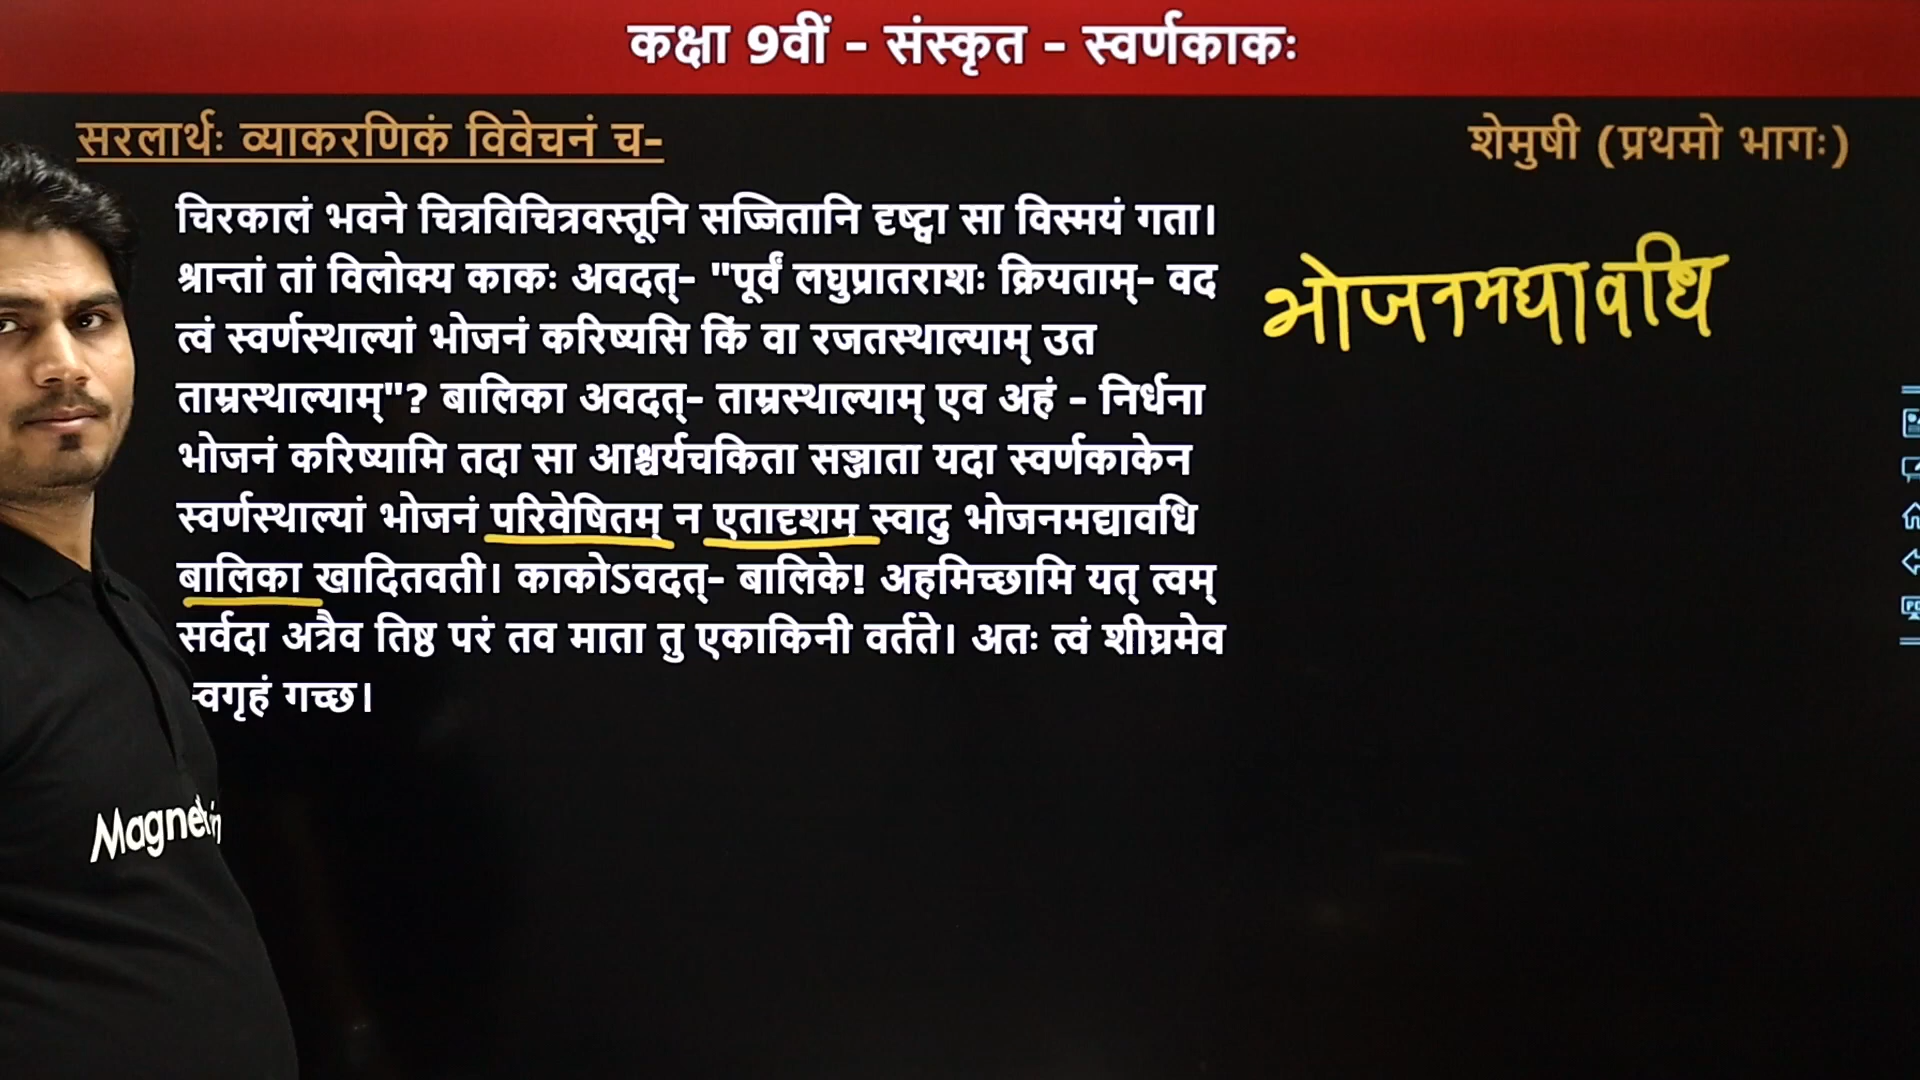 कक्षा 9वीं - संस्कृत - स्वर्णकाकः
सरलार्थः व्याकरणिकं विवेचनं च-
शेमुषी (प्रथमो भागः)
चिरकालं भवने चित्रविचित्रवस्तूनि सज्जितानि दृष्ट्वा सा विस्मयं गता।
श्रान्तां तां विलोक्य काकः अवदत्- "पूर्वं लघुप्रातराशः क्रियताम्- वद
त्वं स्वर्णस्थाल्यां भोजनं करिष्यसि किं वा रजतस्थाल्याम् उत
ताम्रस्थाल्याम्"? बालिका अवदत्- ताम्रस्थाल्याम् एव अहं - निर्धना
भोजनं करिष्यामि तदा सा आश्चर्यचकिता सञ्जाता यदा स्वर्णकाकेन
स्वर्णस्थाल्यां भोजनं परिवेषितम् न एतादृशम् स्वादु भोजनमद्यावधि
बालिका खादितवती। काकोऽवदत्- बालिके! अहमिच्छामि यत् त्वम्
सर्वदा अत्रैव तिष्ठ परं तव माता तु एकाकिनी वर्तते। अतः त्वं शीघ्रमेव
स्वगृहं गच्छ।
भोजनमद्यावधि